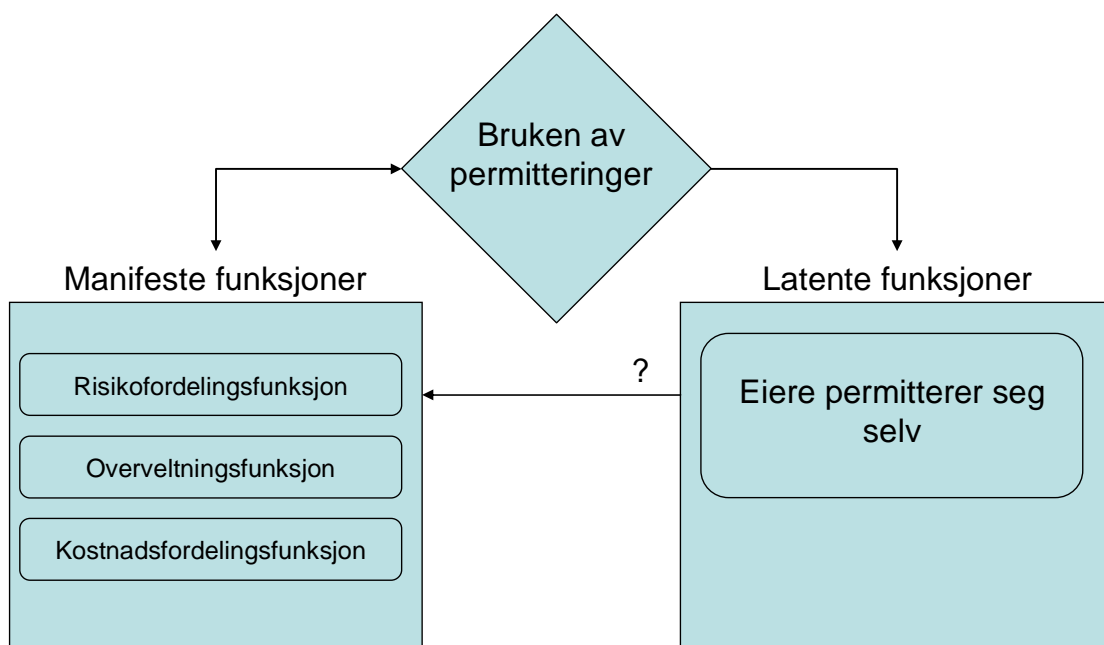 Bruken av
permitteringer
Manifeste funksjoner
Latente funksjoner
Risikofordelingsfunksjon
Overveltningsfunksjon
Kostnadsfordelingsfunksjon
?
Eiere permitterer seg
selv